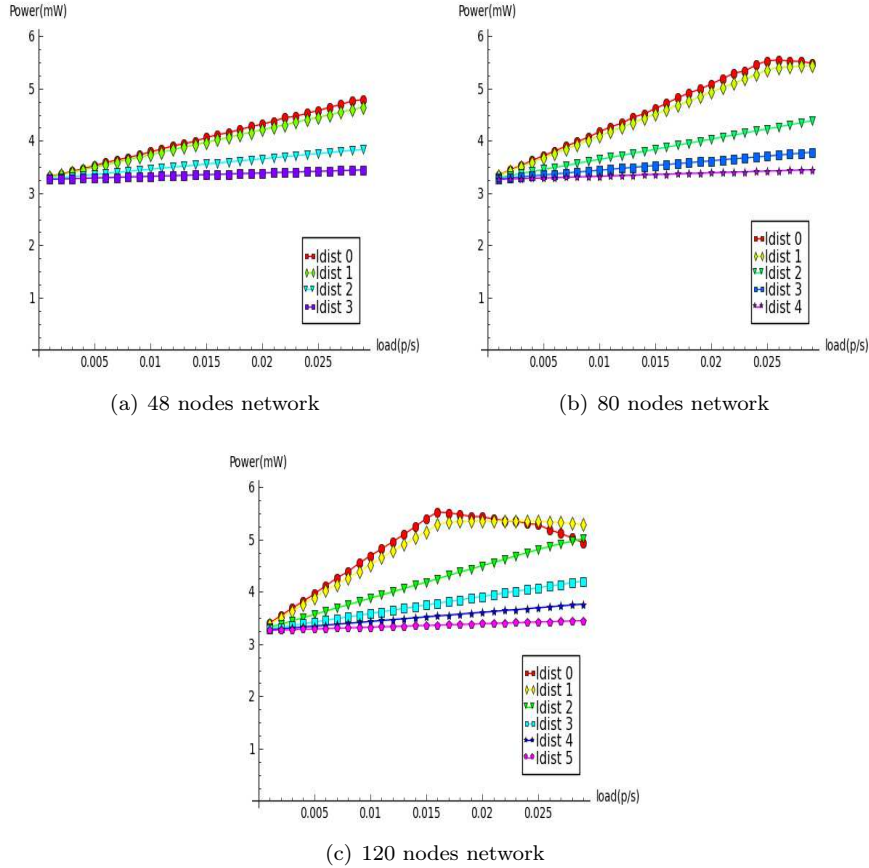 Power(mW)
6
5
4
3
2
1
0.005 0.01 0.015 0.02 0.025
load(p/s)
ldist 0
ldist 1
ldist 2
ldist 3
(a) 48 nodes network
Power(mW)
6
5
4
3
2
1
0.005 0.01 0.015 0.02 0.025
load(p/s)
ldist 0
ldist 1
ldist 2
ldist 3
ldist 4
(b) 80 nodes network
Power(mW)
6
5
4
3
2
1
0.005 0.01 0.015 0.02 0.025
load(p/s)
ldist 0
ldist 1
ldist 2
ldist 3
ldist 4
ldist 5
(c) 120 nodes network